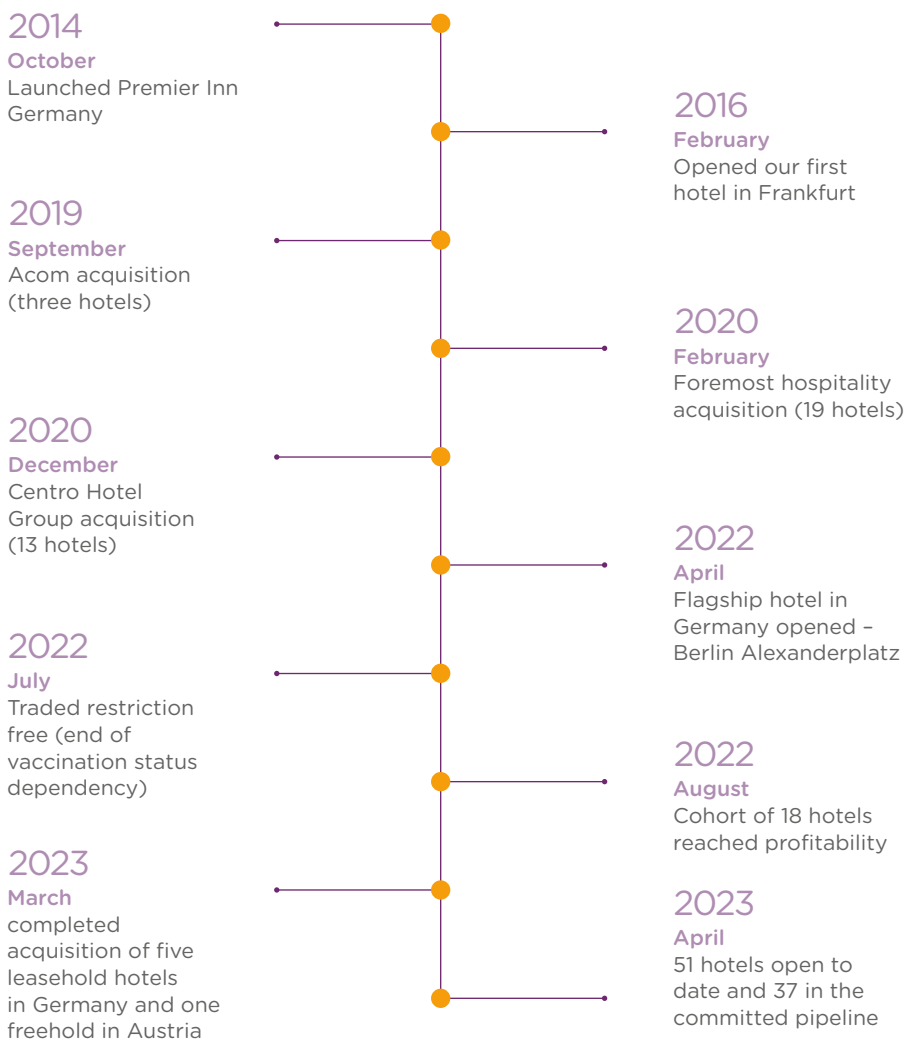 2014
October
Launched Premier Inn
Germany
2016
February
Opened our first
hotel in Frankfurt
2019
September
Acom acquisition
(three hotels)
2020
February
Foremost hospitality
acquisition (19 hotels)
2020
December
Centro Hotel
Group acquisition
(13 hotels)
2022
April
Flagship hotel in
Germany opened –
Berlin Alexanderplatz
2022
July
Traded restriction
free (end of
vaccination status
dependency)
2022
August
Cohort of 18 hotels
reached profitability
2023
March
completed
acquisition of five
leasehold hotels
in Germany and one
freehold in Austria
2023
April
51 hotels open to
date and 37 in the
committed pipeline